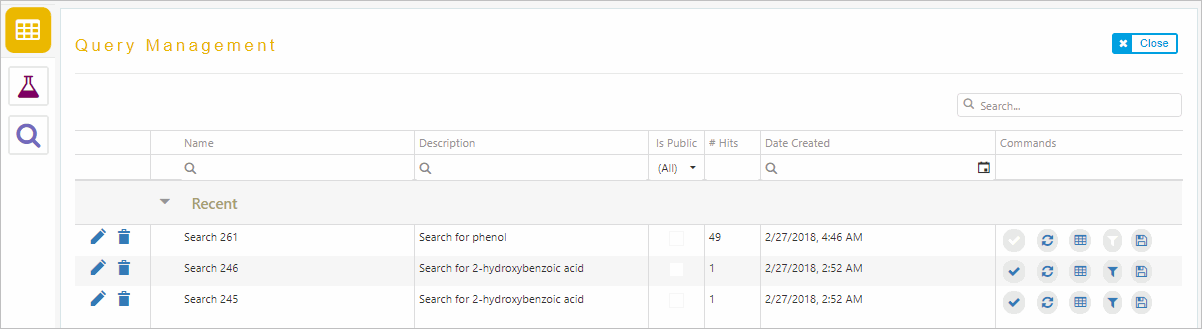 Query Management
Close
Search...
Name Description Is Public # Hits Date Created Commands
(All)
Recent
Search 261 Search for phenol 49 2/27/2018, 4:46 AM
Search 246 Search for 2-hydroxybenzoic acid 1 2/27/2018, 2:52 AM
Search 245 Search for 2-hydroxybenzoic acid 1 2/27/2018, 2:52 AM